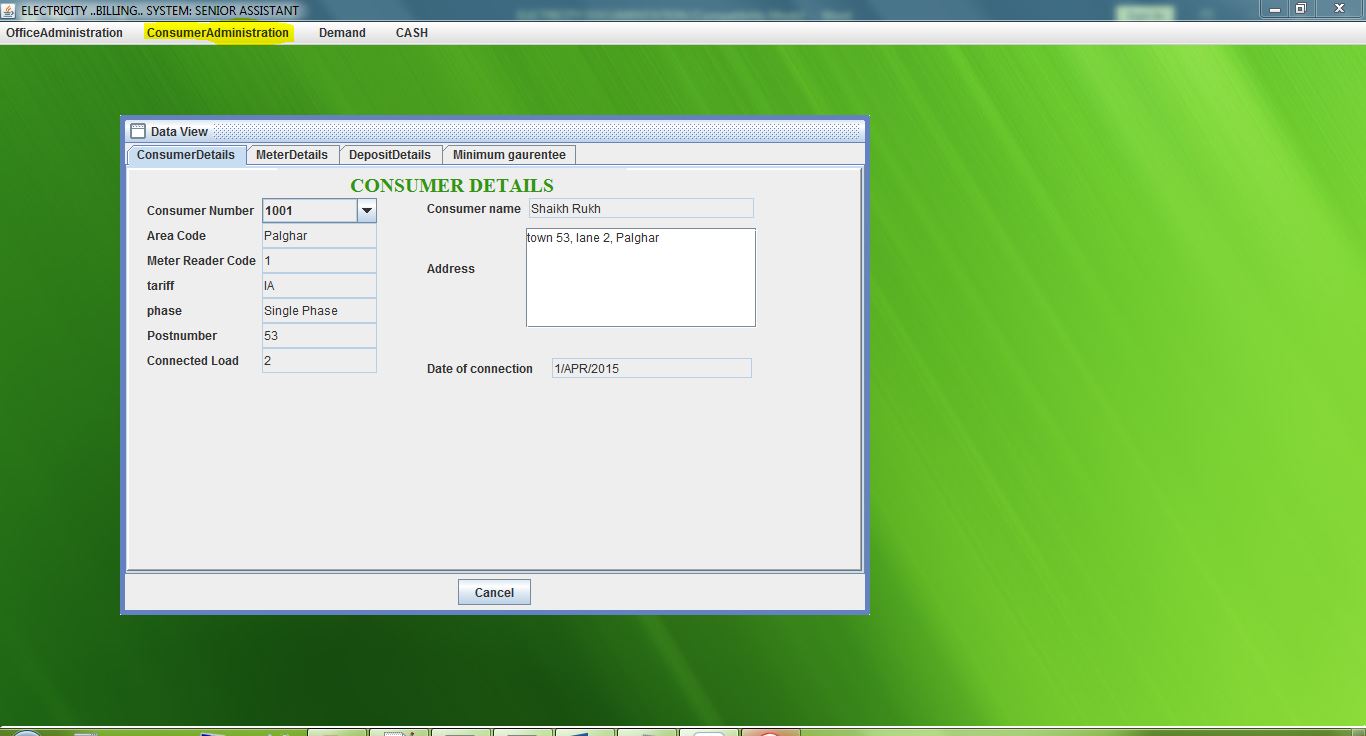 ELECTRICITY ..BILLING.. SYSTEM: SENIOR ASSISTANT
OfficeAdministration ConsumerAdministration Demand CASH
Data View
ConsumerDetails MeterDetails DepositDetails Minimum gaurentee
CONSUMER DETAILS
Consumer Number 1001 Consumer name Shaikh Rukh
Area Code Palghar
Meter Reader Code 1
tariff IA
phase Single Phase
Postnumber 53
Connected Load 2
Address town 53, lane 2, Palghar
Date of connection 1/APR/2015
Cancel